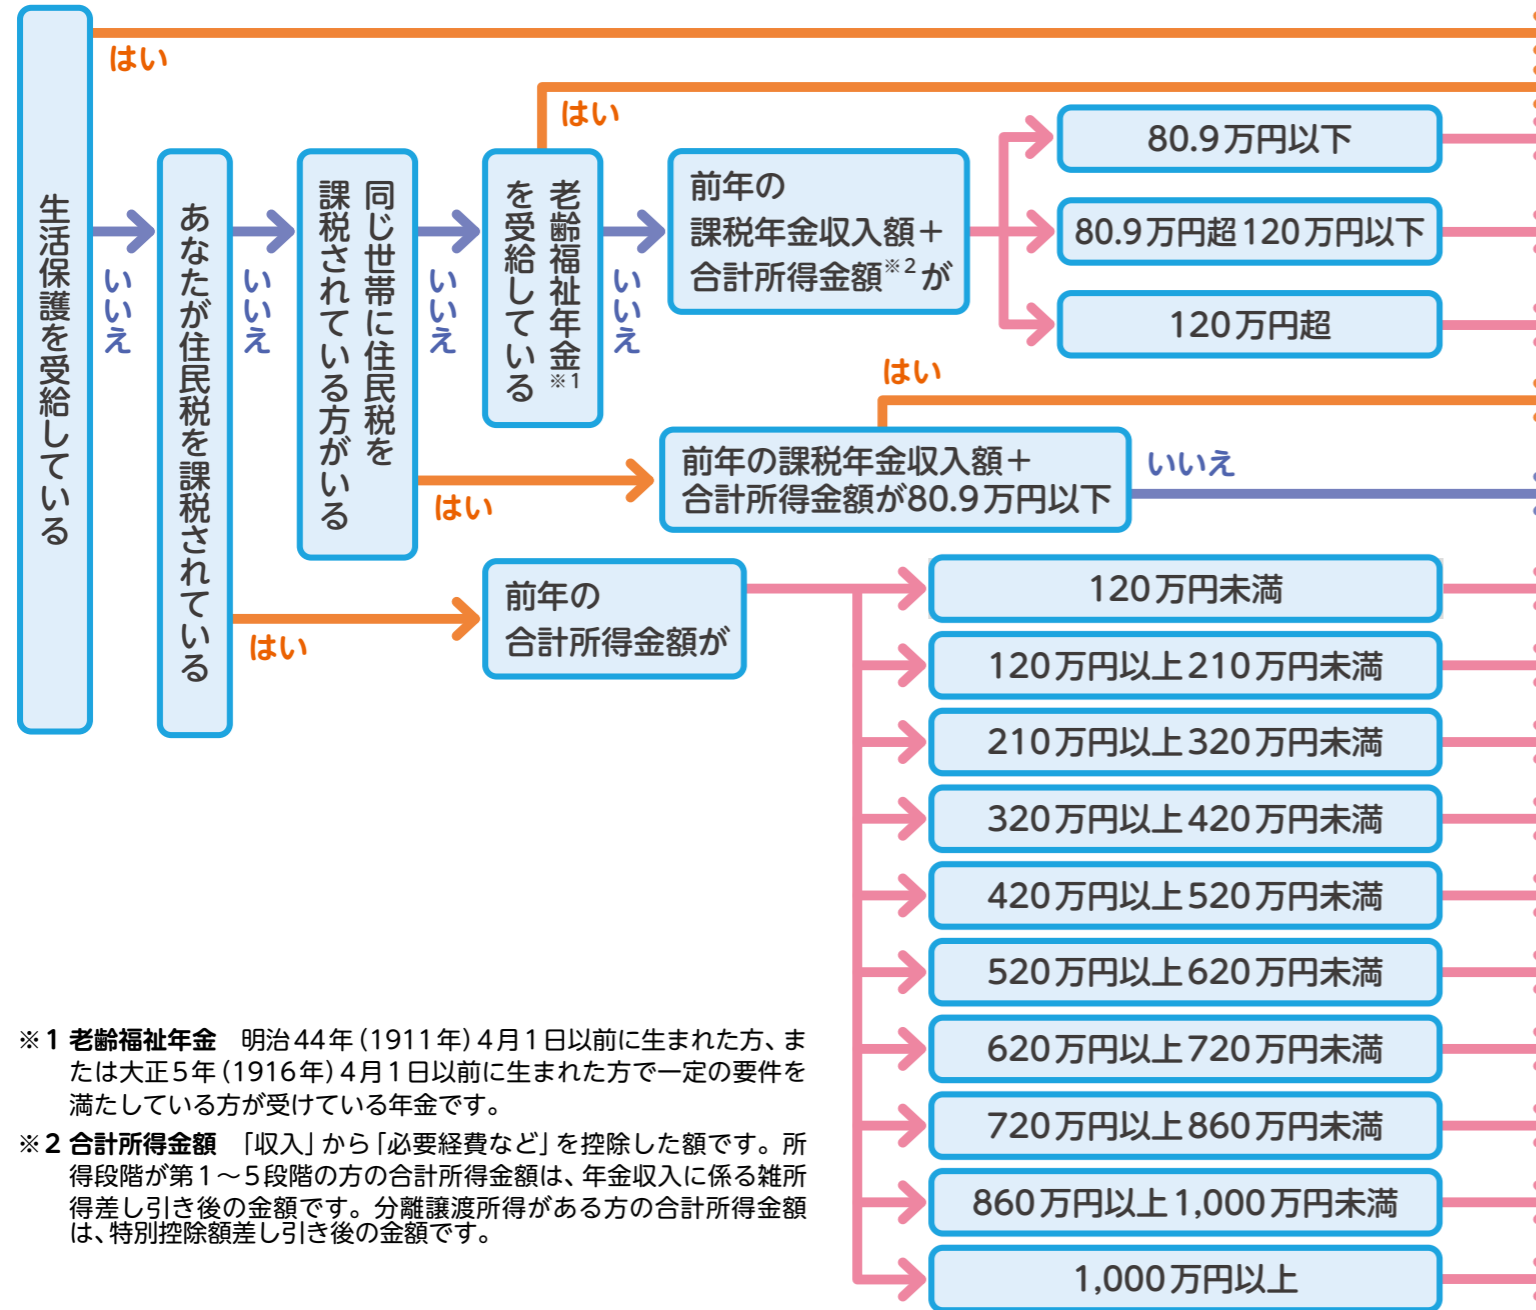 生活保護を受給している
はい
いいえ
あなたが住民税を課税されている
いいえ
はい
同じ世帯に住民税を
課税されている方がいる
いいえ
はい
老齢福祉年金※1
を受給している
はい
いいえ
前年の
課税年金収入額＋
合計所得金額※2が
80.9万円以下
80.9万円超120万円以下
120万円超
前年の課税年金収入額＋
合計所得金額が80.9万円以下
はい
いいえ
前年の
合計所得金額が
120万円未満
120万円以上210万円未満
210万円以上320万円未満
320万円以上420万円未満
420万円以上520万円未満
520万円以上620万円未満
620万円以上720万円未満
720万円以上860万円未満
860万円以上1,000万円未満
1,000万円以上
※1 老齢福祉年金　明治44年(1911年)4月1日以前に生まれた方、ま
たは大正5年(1916年)4月1日以前に生まれた方で一定の要件を
満たしている方が受けている年金です。
※2 合計所得金額　「収入」から「必要経費など」を控除した額です。所
得段階が第1～5段階の方の合計所得金額は、年金収入に係る雑所
得差し引き後の金額です。分離譲渡所得がある方の合計所得金額
は、特別控除額差し引き後の金額です。